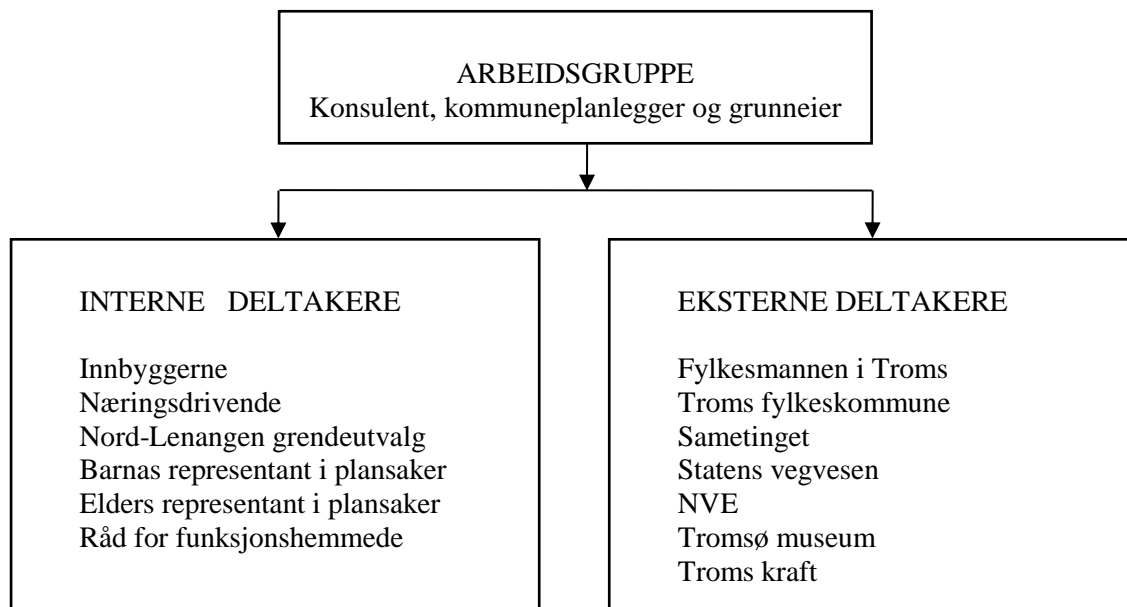 ARBEIDSGRUPPE
Konsulent, kommuneplanlegger og grunneier
INTERNE DELTAKERE
Innbyggerne
Næringsdrivende
Nord-Lenangen grendeutvalg
Barnas representant i plansaker
Elders representant i plansaker
Råd for funksjonshemmede
EKSTERNE DELTAKERE
Fylkesmannen i Troms
Troms fylkeskommune
Sametinget
Statens vegvesen
NVE
Tromsø museum
Troms kraft